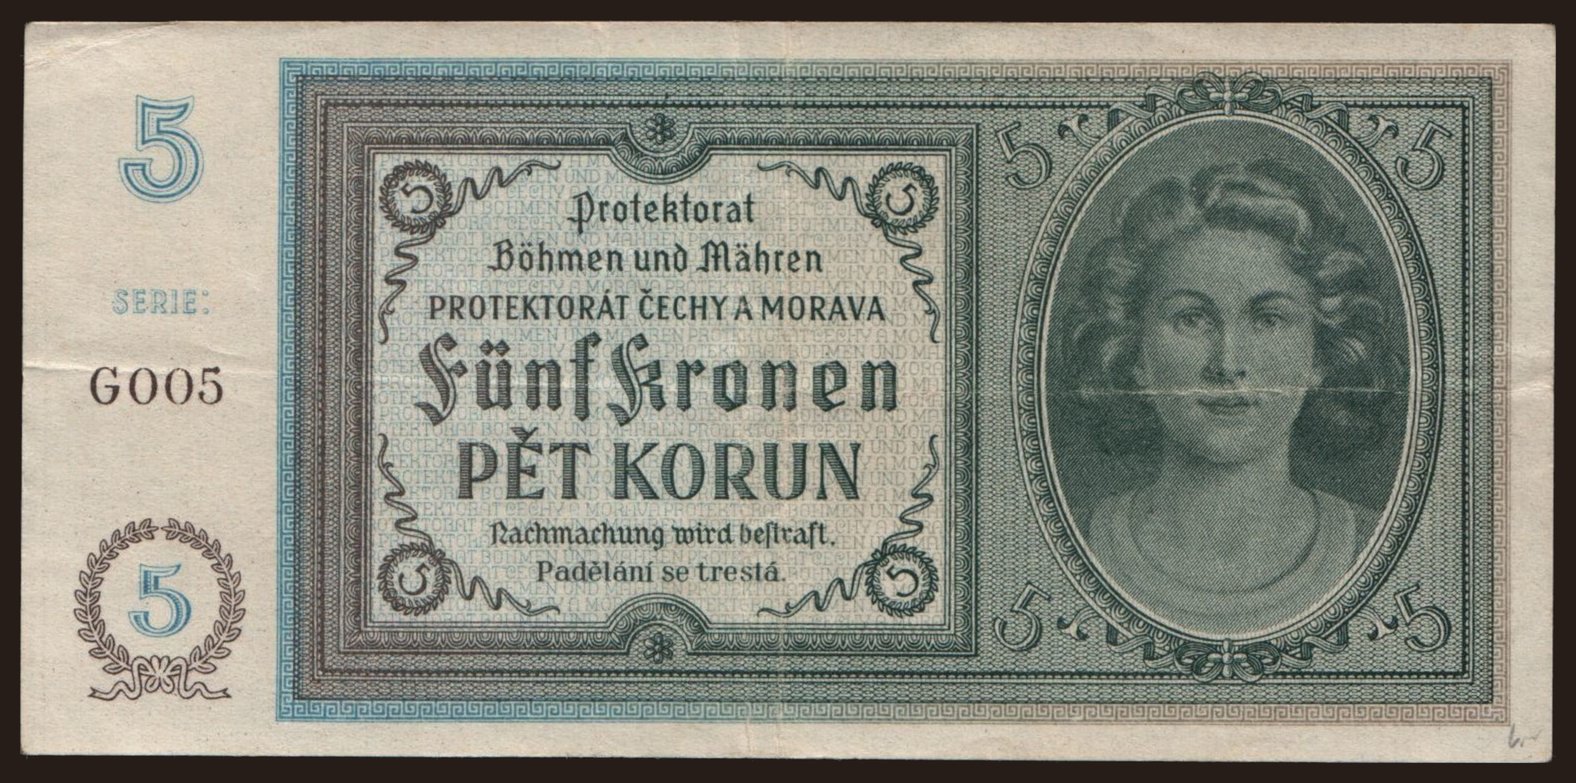 5
SERIE:
G005
5
5
5
Protektorat
Böhmen und Mähren
PROTEKTORÁT ČECHY A MORAVA
Fünf Kronen
PĚT KORUN
Nachmachung wird bestraft.
Padělání se trestá.
5
5
5
5
5
5